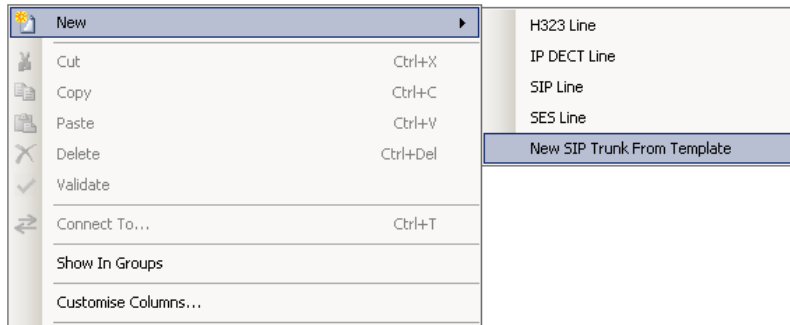 New
Cut Ctrl+X
Copy Ctrl+C
Paste Ctrl+V
Delete Ctrl+Del
Validate
Connect To... Ctrl+T
Show In Groups
Customise Columns...
H323 Line
IP DECT Line
SIP Line
SES Line
New SIP Trunk From Template